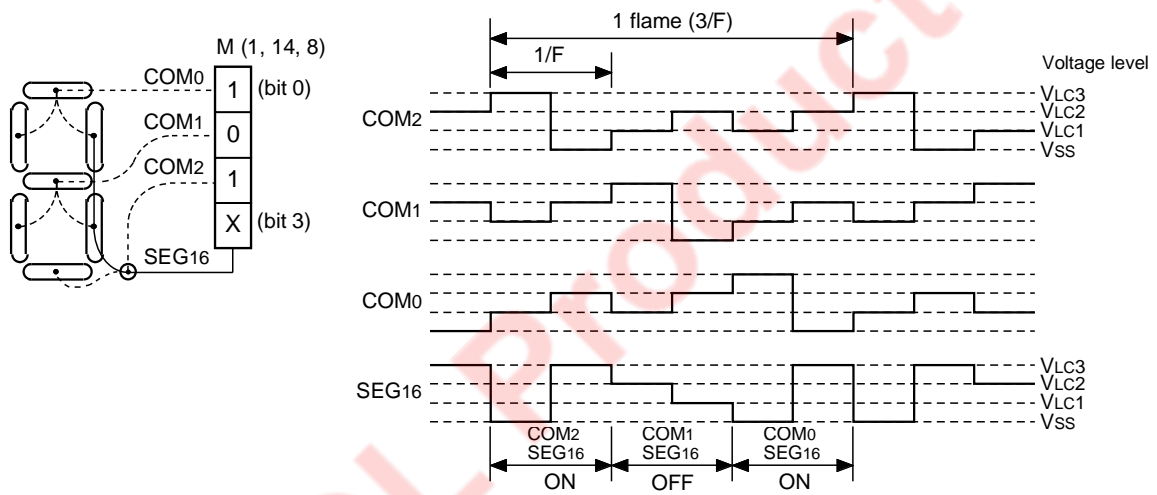 1 flame (3/F)
M (1, 14, 8)
1/F
Voltage level
COM0
1
(bit 0)
COM1
0
COM2
1
X
(bit 3)
SEG16
COM2
VLC3
VLC2
VLC1
VSS
COM1
COM0
SEG16
VLC3
VLC2
VLC1
VSS
COM2
SEG16
COM1
SEG16
COM0
SEG16
ON
OFF
ON
L Product